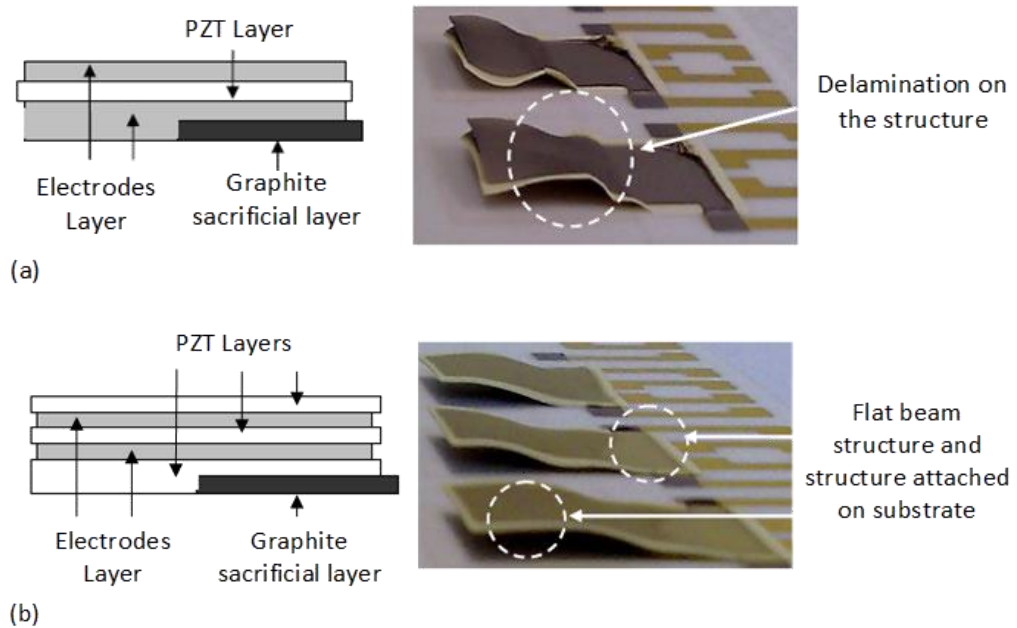 (a)
PZT Layer
Electrodes
Layer
Graphite
sacrificial layer
Delamination on
the structure
(b)
PZT Layers
Electrodes
Layer
Graphite
sacrificial layer
Flat beam
structure and
structure attached
on substrate